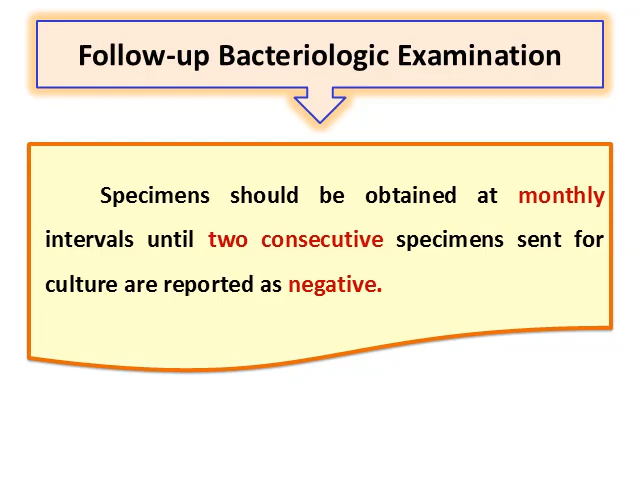 Follow-up Bacteriologic Examination
Specimens should be obtained at monthly
intervals until two consecutive specimens sent for
culture are reported as negative.